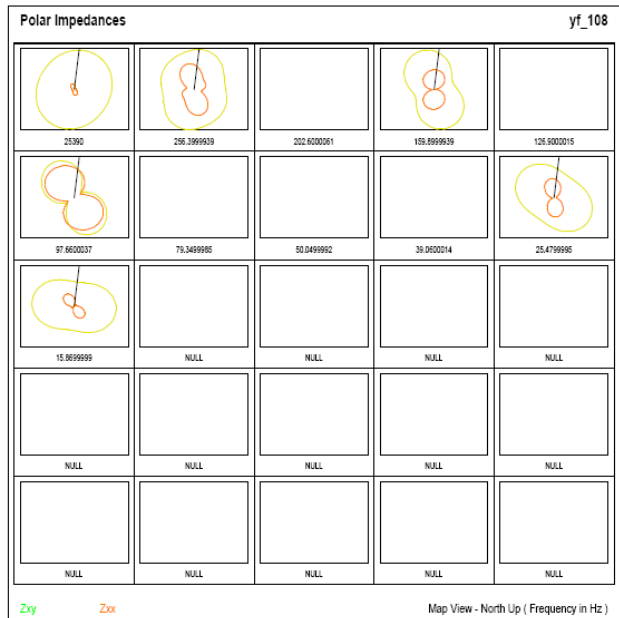 Polar Impedances yf_108
25390 256.3999939 202.6000061 159.8999939 126.9000015
97.6600037 79.3499985 50.0499992 39.0600014 25.4799995
15.8699999 NULL NULL NULL NULL
NULL NULL NULL NULL NULL
NULL NULL NULL NULL NULL
Zxy Zxx Map View - North Up ( Frequency in Hz )